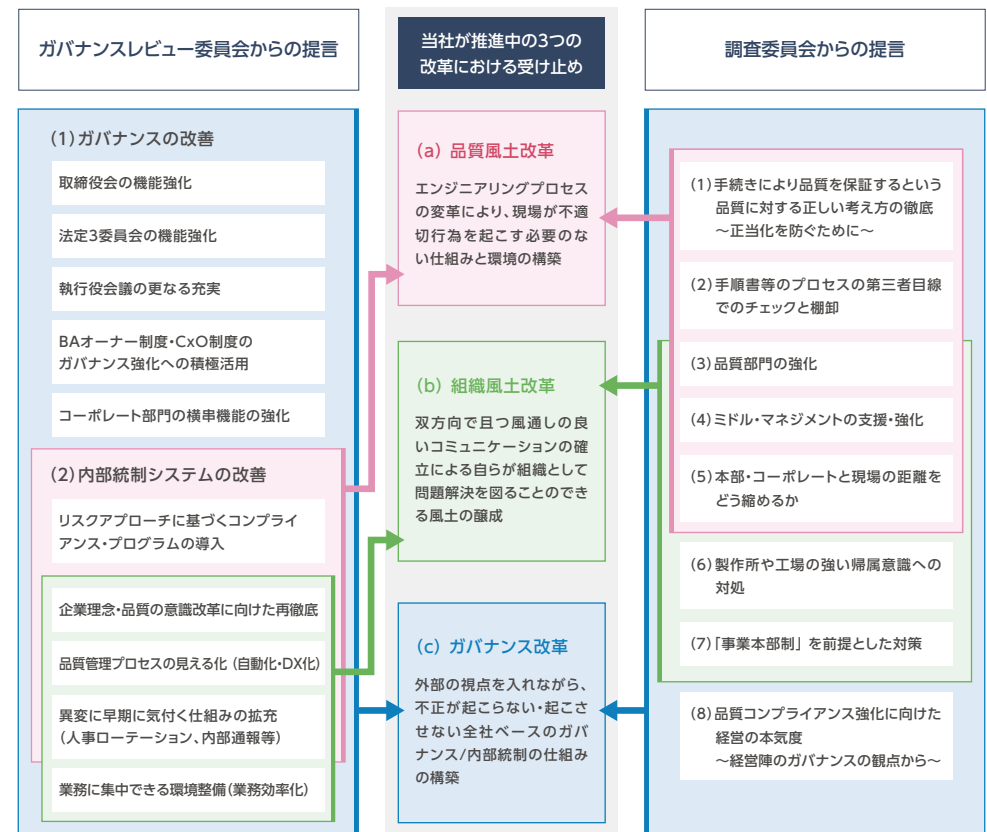 ガバナンスレビュー委員会からの提言
(1)ガバナンスの改善
取締役会の機能強化
法定3委員会の機能強化
執行役会議の更なる充実
BAオーナー制度・CxO制度の
ガバナンス強化への積極活用
コーポレート部門の横串機能の強化
(2)内部統制システムの改善
リスクアプローチに基づくコンプライ
アンス・プログラムの導入
企業理念・品質の意識改革に向けた再徹底
品質管理プロセスの見える化(自動化・DX化)
異変に早期に気付く仕組みの拡充
(人事ローテーション、内部通報等)
業務に集中できる環境整備(業務効率化)
当社が推進中の3つの
改革における受け止め
(a) 品質風土改革
エンジニアリングプロセス
の変革により、現場が不適
切行為を起こす必要のな
い仕組みと環境の構築
(b) 組織風土改革
双方向で且つ風通しの良
いコミュニケーションの確
立による自らが組織として
問題解決を図ることのでき
る風土の醸成
(c) ガバナンス改革
外部の視点を入れながら、
不正が起こらない・起こさ
せない全社ベースのガバ
ナンス/内部統制の仕組み
の構築
調査委員会からの提言
(1)手続きにより品質を保証するという
品質に対する正しい考え方の徹底
～正当化を防ぐために～
(2)手順書等のプロセスの第三者目線
でのチェックと棚卸
(3)品質部門の強化
(4)ミドル・マネジメントの支援・強化
(5)本部・コーポレートと現場の距離を
どう縮めるか
(6)製作所や工場の強い帰属意識への
対処
(7)「事業本部制」を前提とした対策
(8)品質コンプライアンス強化に向けた
経営の本気度
～経営陣のガバナンスの観点から～